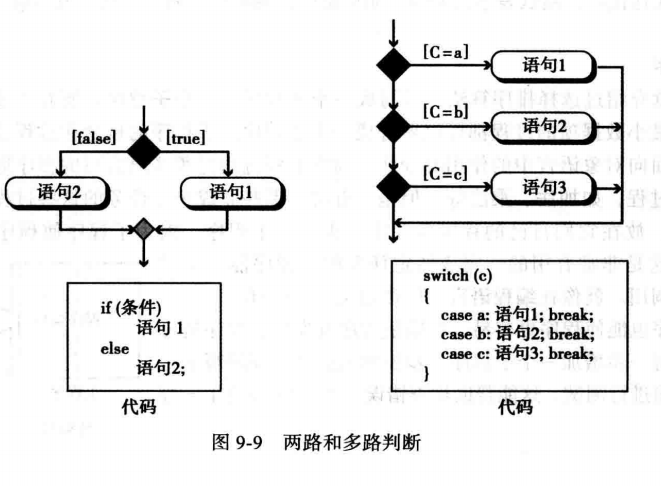 [false]
[true]
语句2
语句1
if (条件)
语句 1
else
语句2;
代码
[C=a]
语句1
[C=b]
语句2
[C=c]
语句3
switch (c)
{
case a: 语句1; break;
case b: 语句2; break;
case c: 语句3; break;
}
代码
图 9-9 两路和多路判断